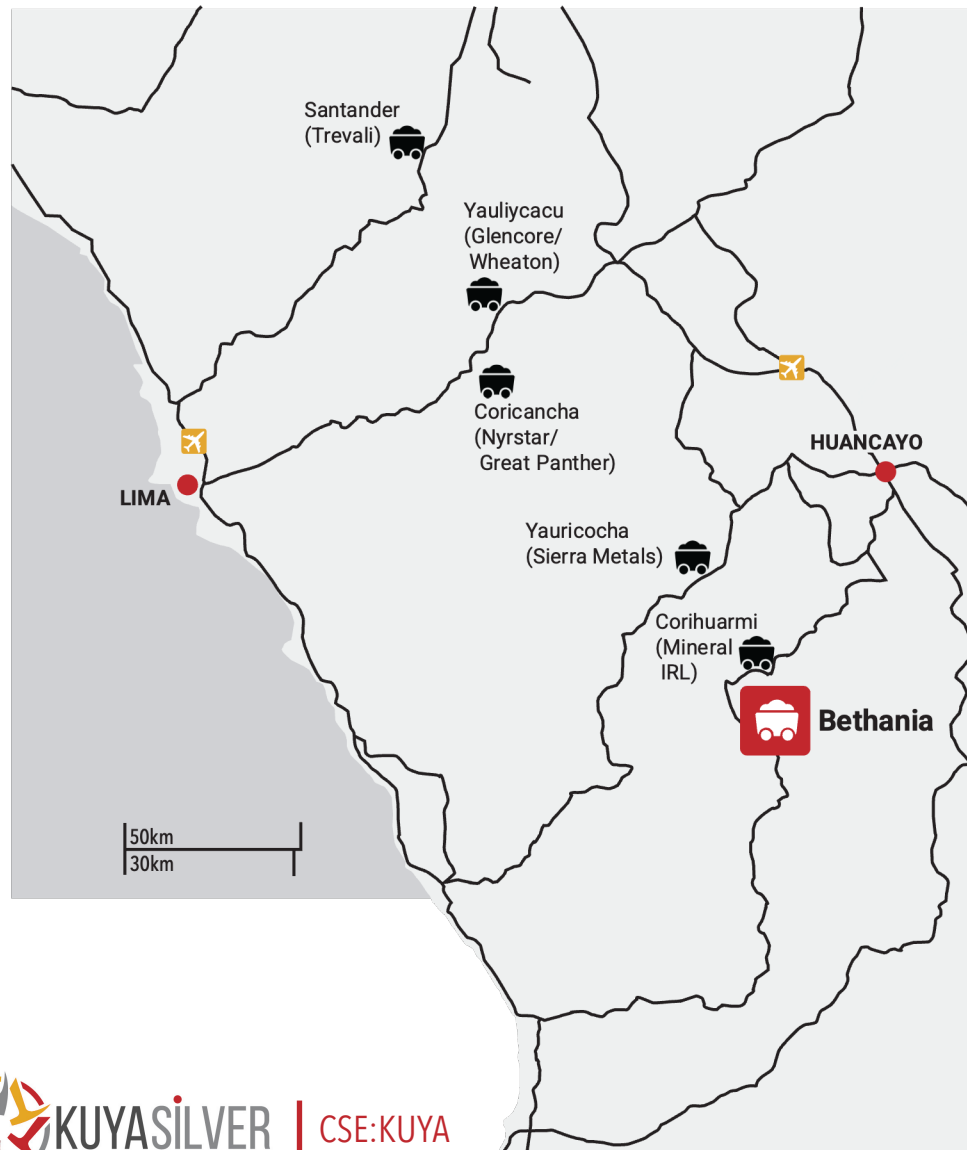 Santander
(Trevali)
Yauliycacu
(Glencore/
Wheaton)
Coricancha
(Nyrstar/
Great Panther)
HUANCAYO
LIMA
Yauricocha
(Sierra Metals)
Corihuarmi
(Mineral
IRL)
Bethania
50km
30km
KUYASILVER | CSE:KUYA